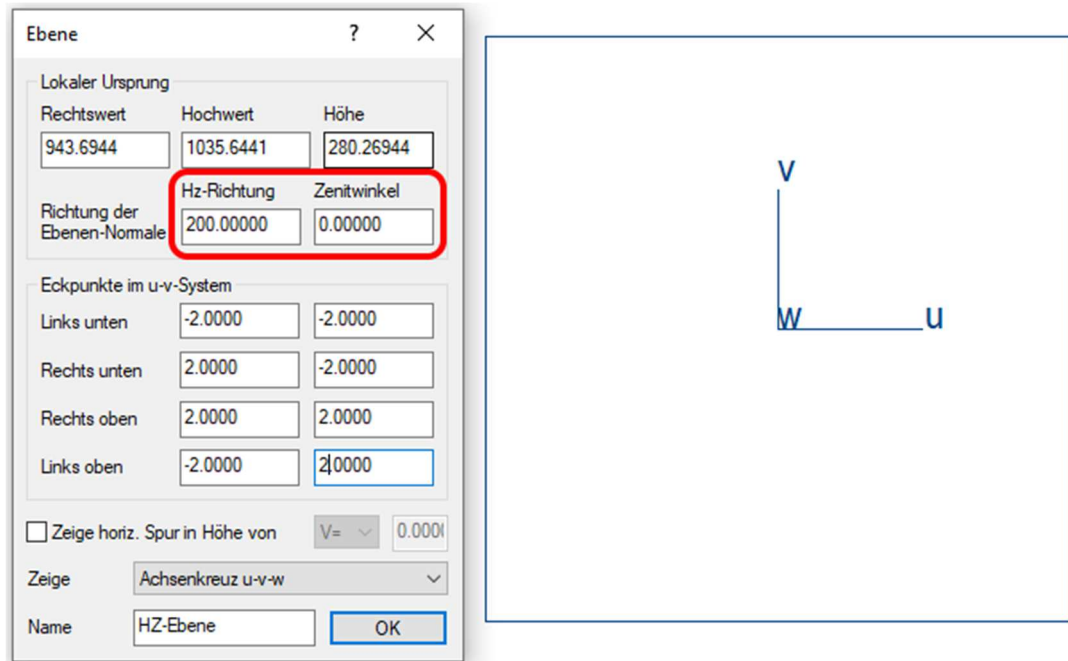 Ebene ? ×
Lokaler Ursprung
Rechtswert Hochwert Höhe
943.6944 1035.6441 280.26944
Hz-Richtung Zenitwinkel
Richtung der
Ebenen-Normale 200.00000 0.00000
Eckpunkte im u-v-System
Links unten -2.0000 -2.0000
Rechts unten 2.0000 -2.0000
Rechts oben 2.0000 2.0000
Links oben -2.0000 2.0000
Zeige horiz. Spur in Höhe von V= 0.000
Zeige Achsenkreuz u-v-w
Name HZ-Ebene OK
v
w u